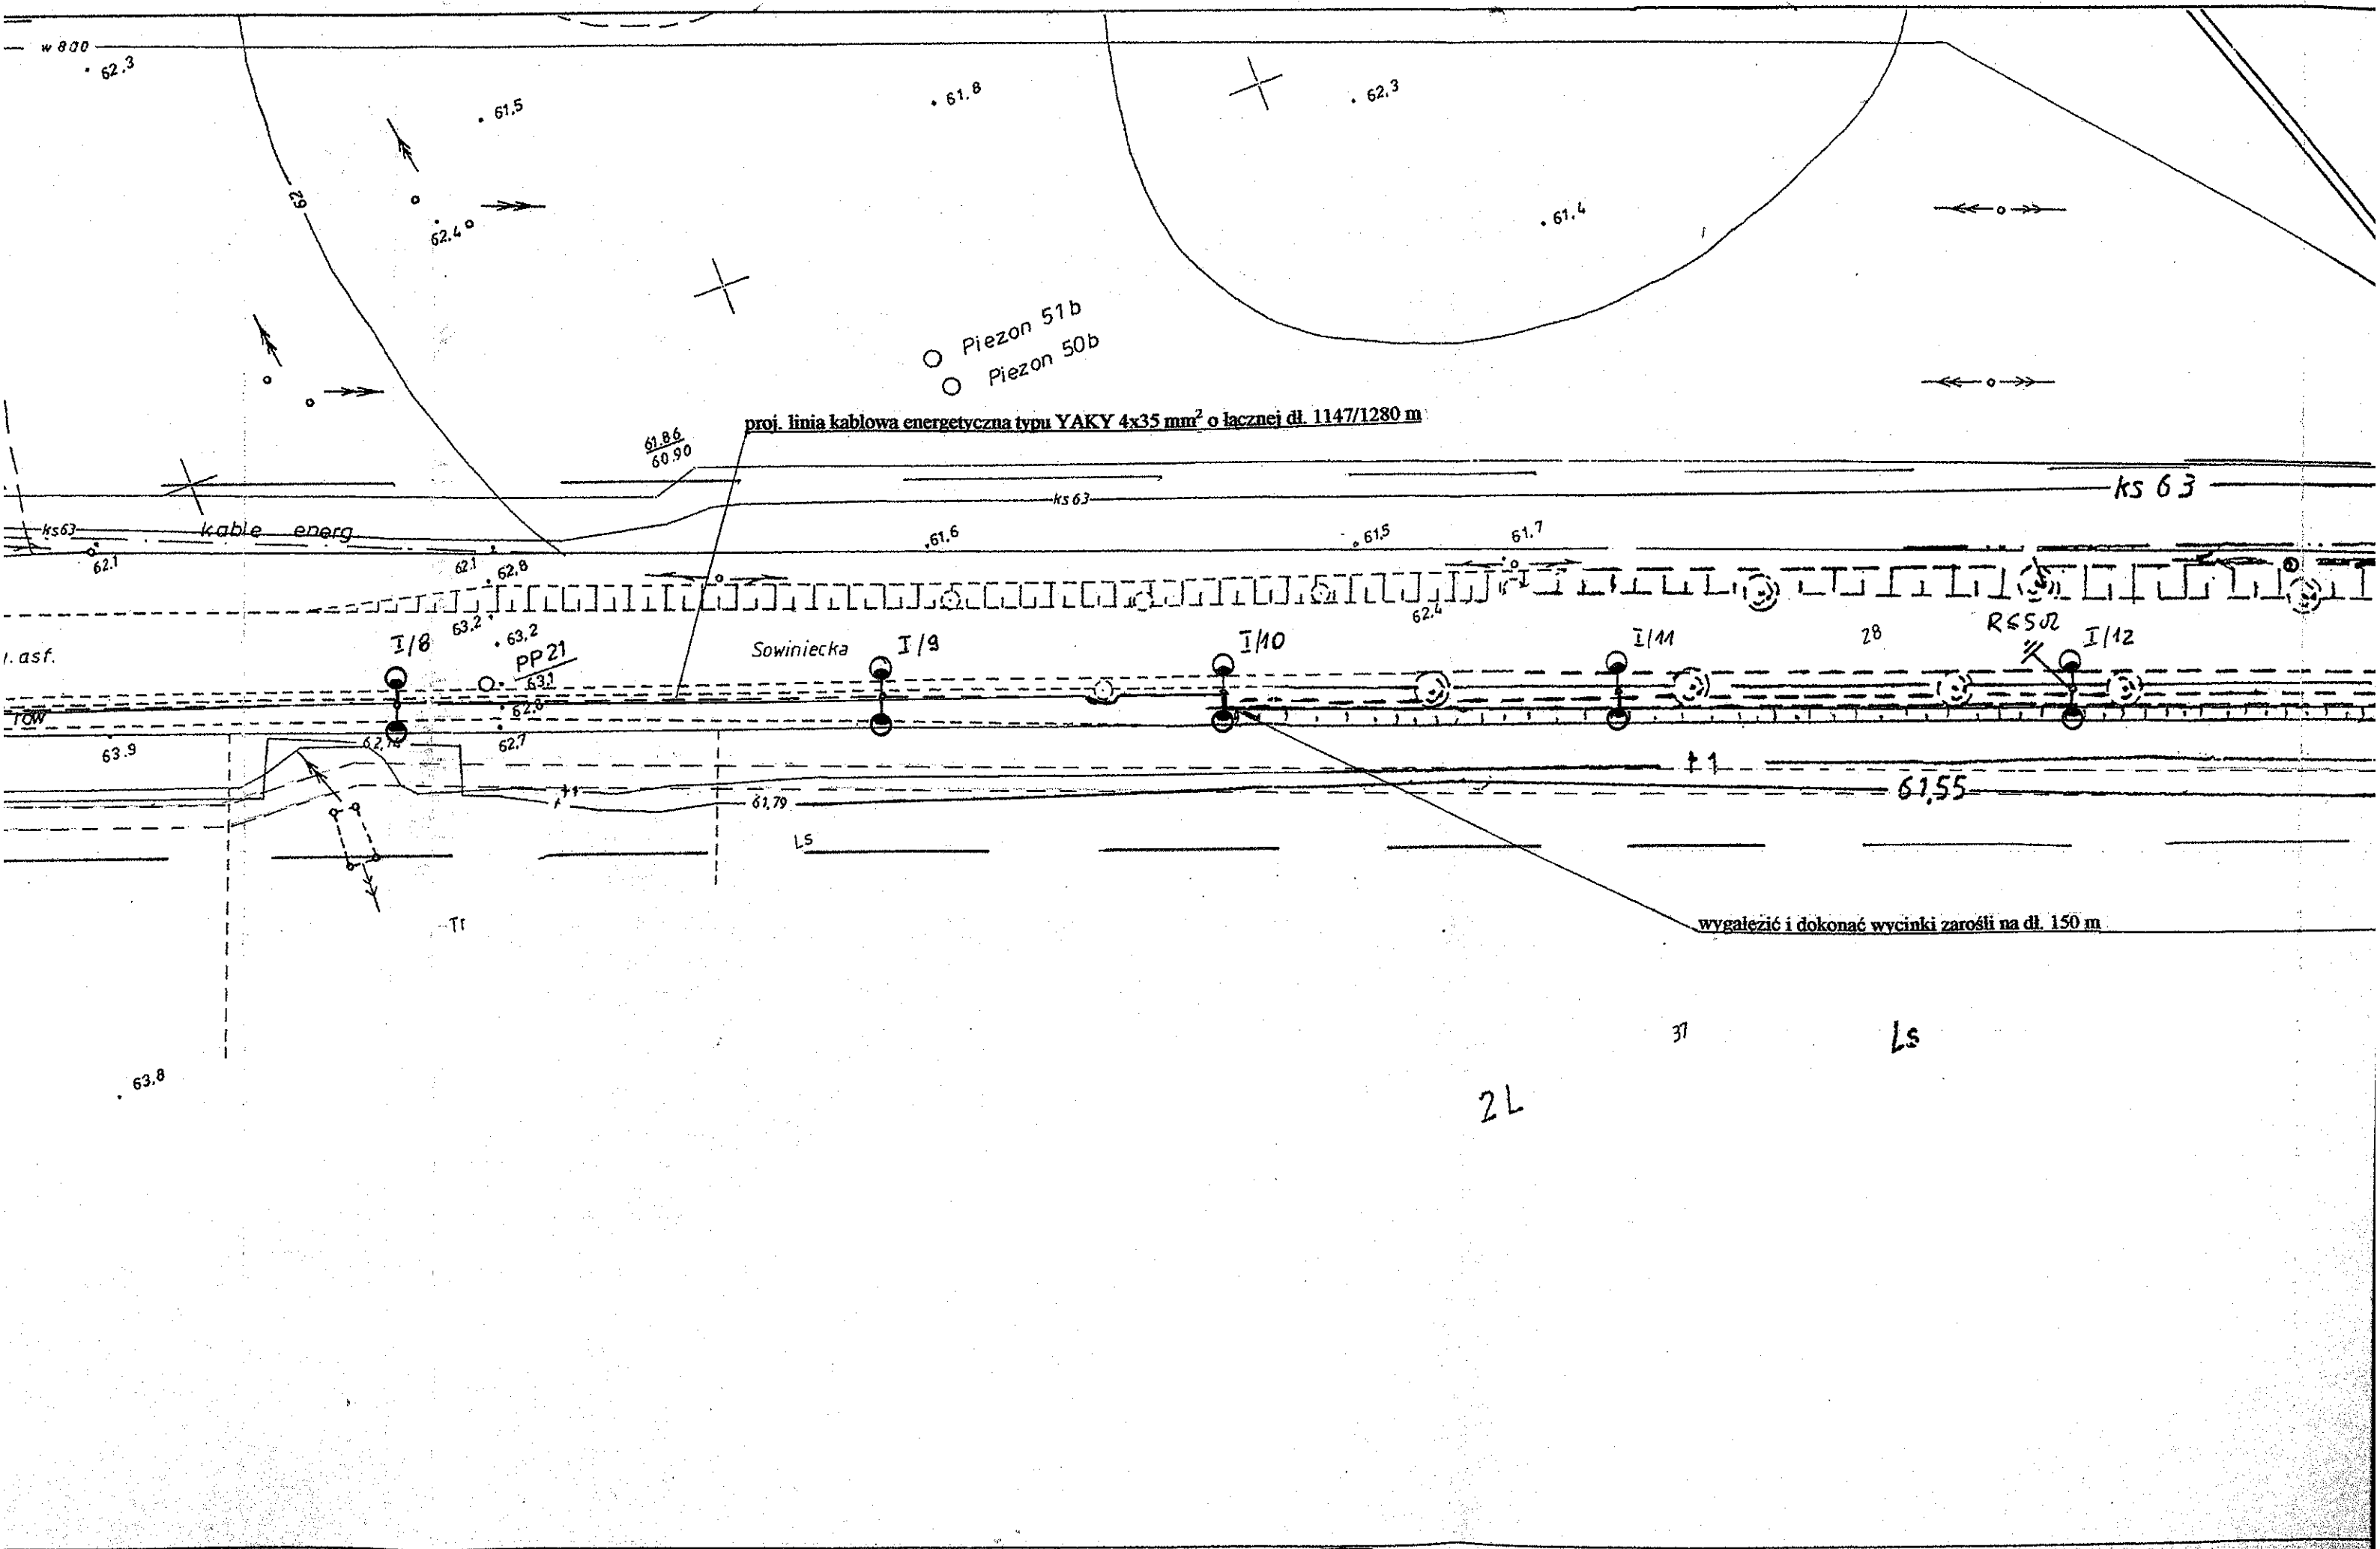 w 800
62.3
61,5
61,8
62,3
62
62.4
61.4
Piezon 51b
Piezon 50b
proj. linia kablowa energetyczna typu YAKY 4x35 mm² o łącznej dł. 1147/1280 m
61.86
60.90
ks 63
ks 63
ks63
kable energ
61.6
61.5
61.7
62.1
62.1
62,8
63,2
63,2
62,4
R≤5Ω
I/8
I/9
I/10
I/11
28
I/12
Sowiniecka
PP21
63,1
l. asf.
62.8
rów
63.9
62,7
t1
t1
61,79
61,55
Ls
Tr
wygałęzić i dokonać wycinki zarośli na dł. 150 m
37
Ls
63,8
2L